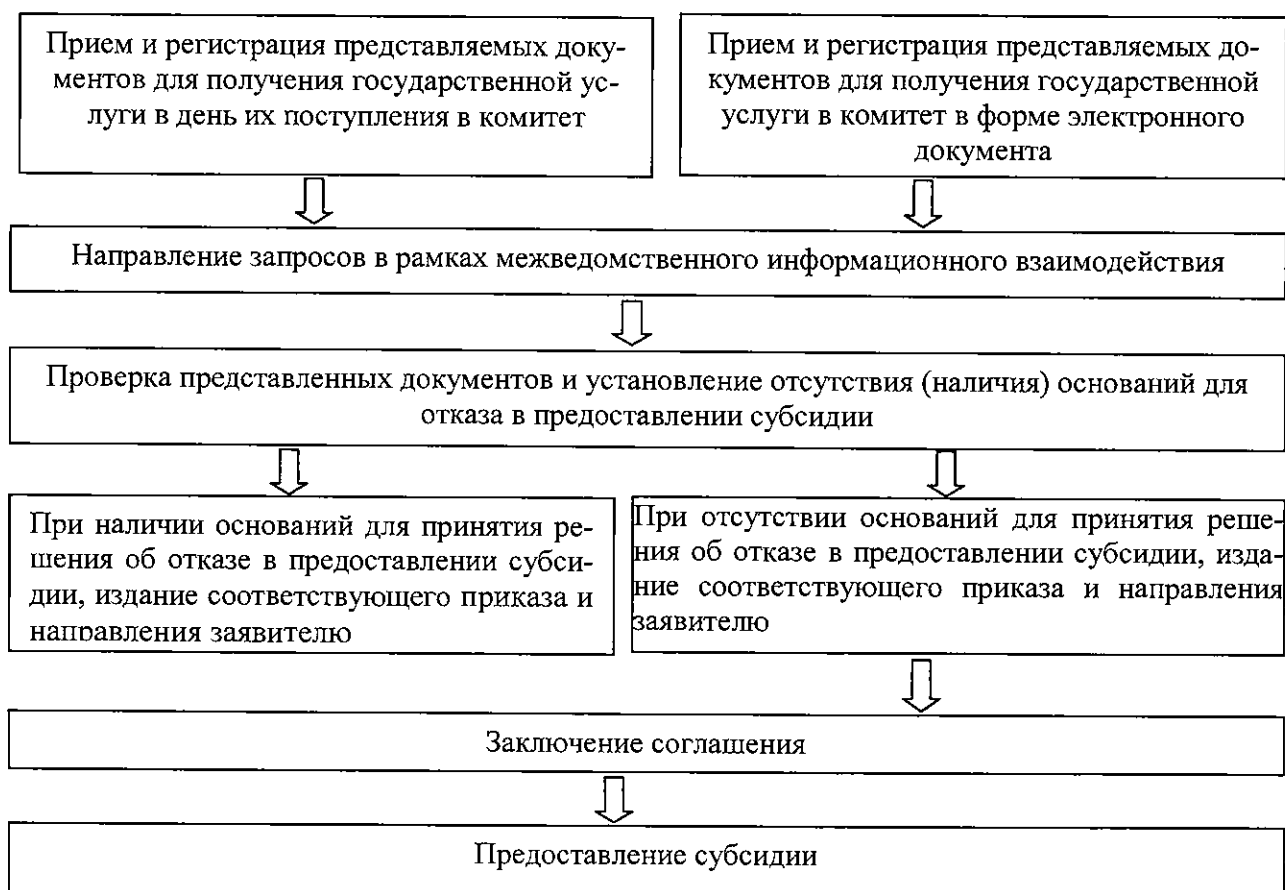 Прием и регистрация представляемых доку-
ментов для получения государственной ус-
луги в день их поступления в комитет
Прием и регистрация представляемых до-
кументов для получения государственной
услуги в комитет в форме электронного
документа
Направление запросов в рамках межведомственного информационного взаимодействия
Проверка представленных документов и установление отсутствия (наличия) оснований для
отказа в предоставлении субсидии
При наличии оснований для принятия ре-
шения об отказе в предоставлении субси-
дии, издание соответствующего приказа и
направления заявителю
При отсутствии оснований для принятия реше-
ния об отказе в предоставлении субсидии, изда-
ние соответствующего приказа и направления
заявителю
Заключение соглашения
Предоставление субсидии